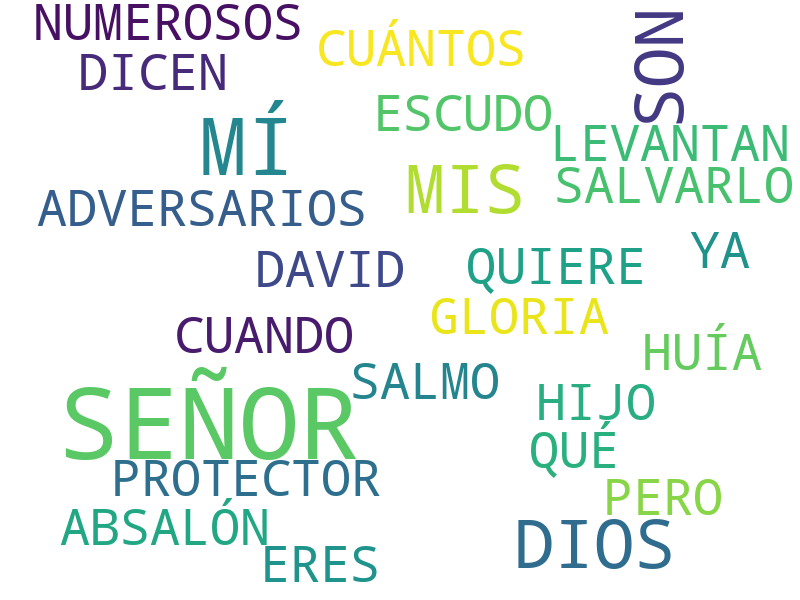 NUMEROSOS
CUÁNTOS
SON
DICEN
ESCUDO
MÍ
LEVANTAN
MIS
SALVARLO
ADVERSARIOS
YA
DAVID
QUIERE
GLORIA
CUANDO
HUÍA
SEÑOR
SALMO
HIJO
QUÉ
PROTECTOR
PERO
ABSALÓN
DIOS
ERES